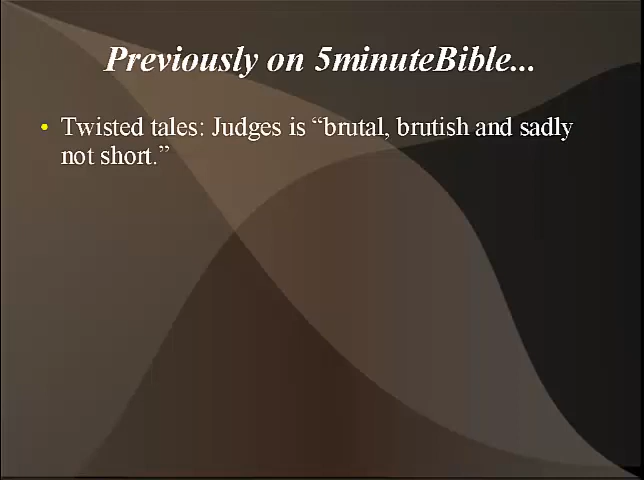 Previously on 5minuteBible...
• Twisted tales: Judges is “brutal, brutish and sadly
not short.”